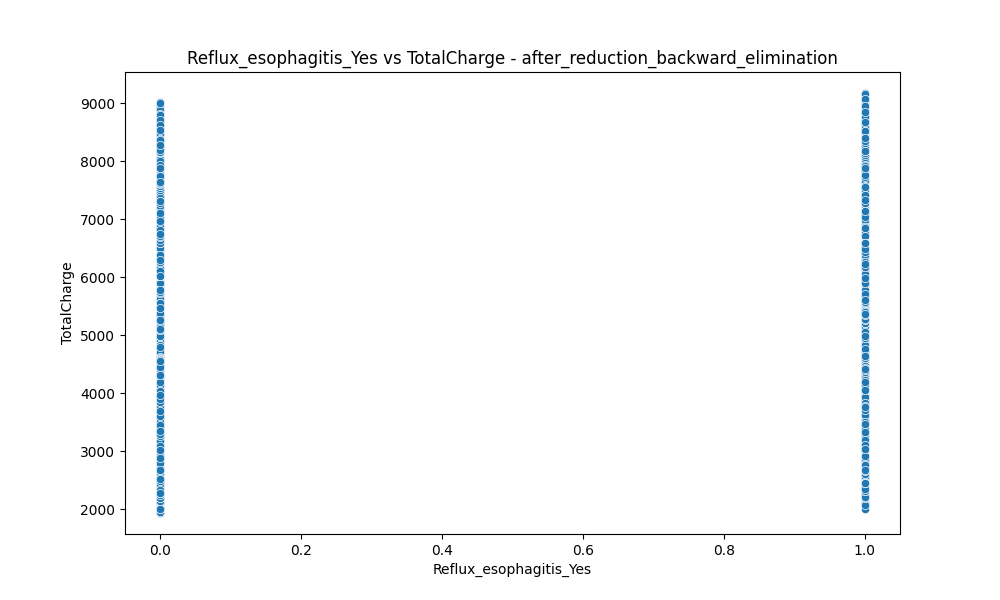 Reflux_esophagitis_Yes vs TotalCharge - after_reduction_backward_elimination
9000
8000
7000
6000
5000
4000
3000
2000
TotalCharge
0.0 0.2 0.4 0.6 0.8 1.0
Reflux_esophagitis_Yes